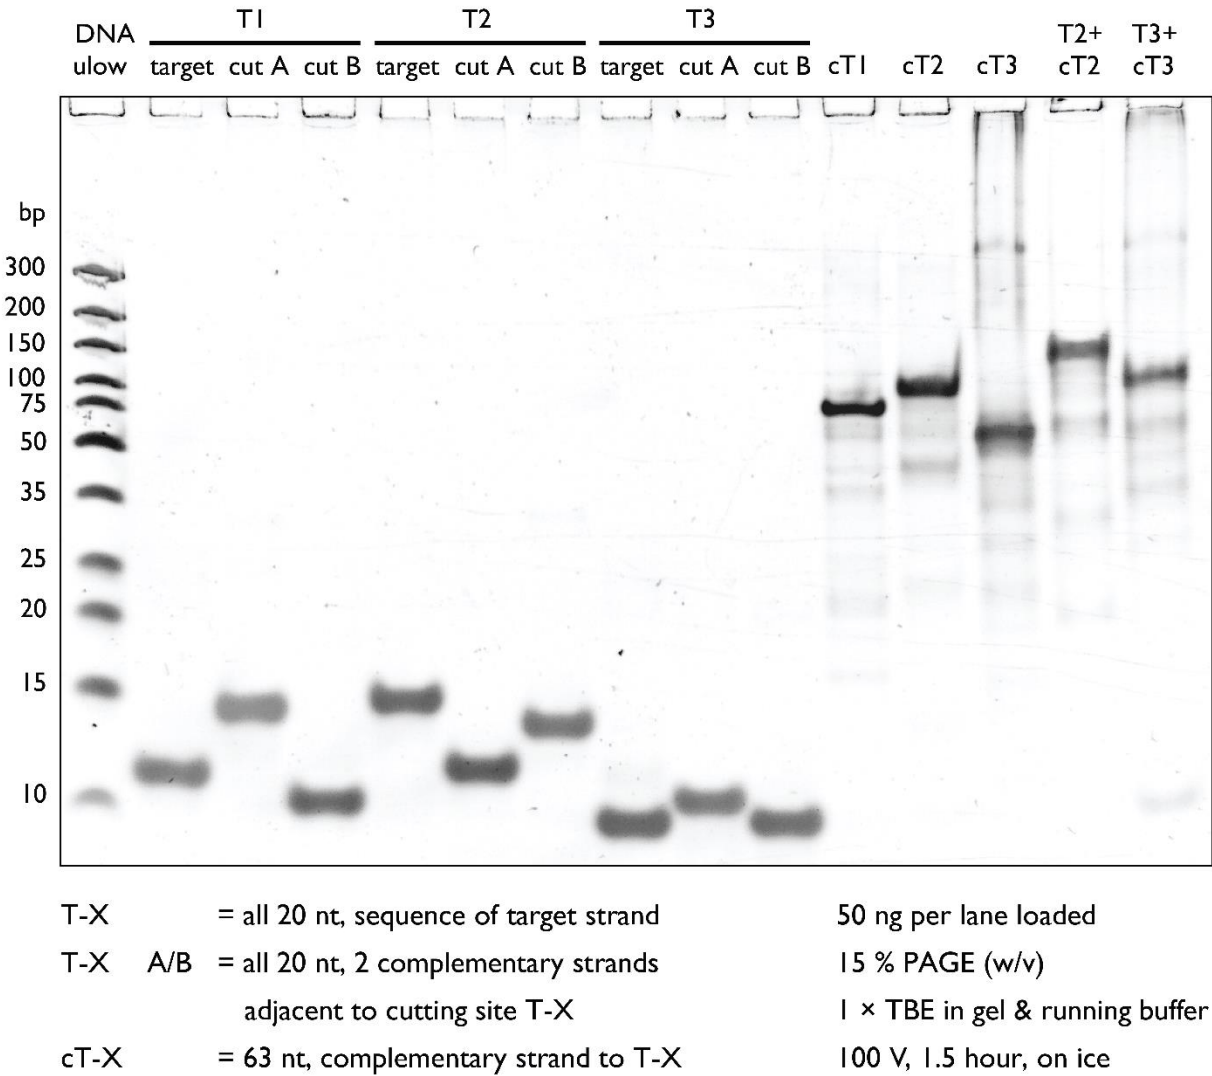 T1 T2 T3
DNA T2+ T3+
ulow target cut A cut B target cut A cut B target cut A cut B cT1 cT2 cT3 cT2 cT3
bp
300
200
150
100
75
50
35
25
20
15
10
T-X = all 20 nt, sequence of target strand 50 ng per lane loaded
T-X A/B = all 20 nt, 2 complementary strands 15 % PAGE (w/v)
adjacent to cutting site T-X 1 × TBE in gel & running buffer
cT-X = 63 nt, complementary strand to T-X 100 V, 1.5 hour, on ice